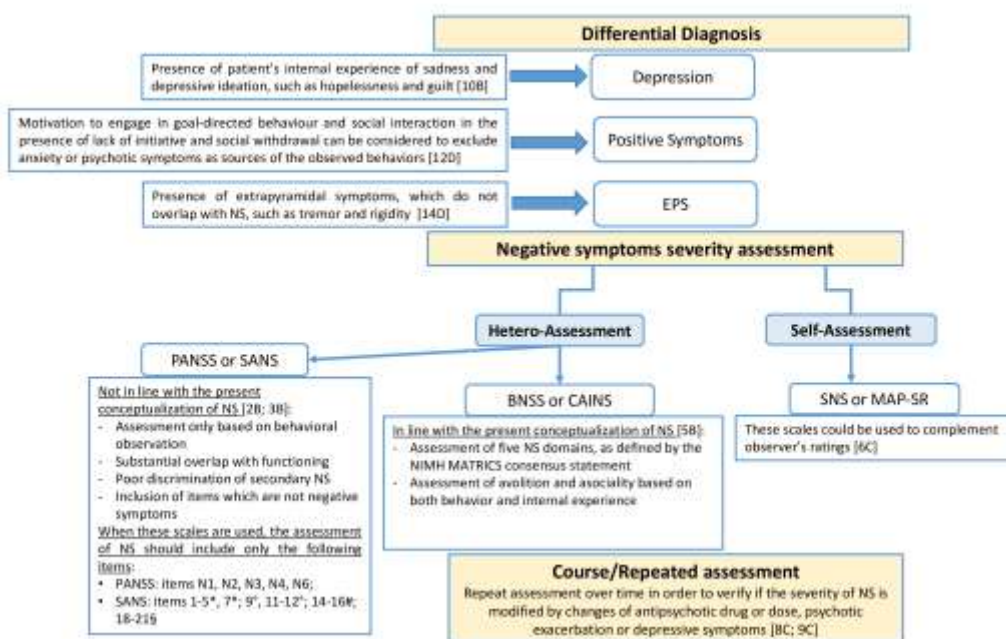 Differential Diagnosis
Presence of patient's internal experience of sadness and
depressive ideation, such as hopelessness and guilt [10B]
Depression
Motivation to engage in goal-directed behaviour and social interaction in the
presence of lack of initiative and social withdrawal can be considered to exclude
anxiety or psychotic symptoms as sources of the observed behaviors [12D]
Positive Symptoms
Presence of extrapyramidal symptoms, which do not
overlap with NS, such as tremor and rigidity [14D]
EPS
Negative symptoms severity assessment
Hetero-Assessment
Self-Assessment
PANSS or SANS
Not in line with the present
conceptualization of NS [2B; 3B]:
- Assessment only based on behavioral
observation
- Substantial overlap with functioning
- Poor discrimination of secondary NS
- Inclusion of items which are not negative
symptoms
When these scales are used, the assessment
of NS should include only the following
items:
• PANSS: items N1, N2, N3, N4, N6;
• SANS: items 1-5*, 7*; 9°, 11-12°; 14-16#;
18-21§
BNSS or CAINS
In line with the present conceptualization of NS [5B]:
- Assessment of five NS domains, as defined by the
NIMH MATRICS consensus statement
- Assessment of avolition and asociality based on
both behavior and internal experience
SNS or MAP-SR
These scales could be used to complement
observer's ratings [6C]
Course/Repeated assessment
Repeat assessment over time in order to verify if the severity of NS is
modified by changes of antipsychotic drug or dose, psychotic
exacerbation or depressive symptoms [8C; 9C]